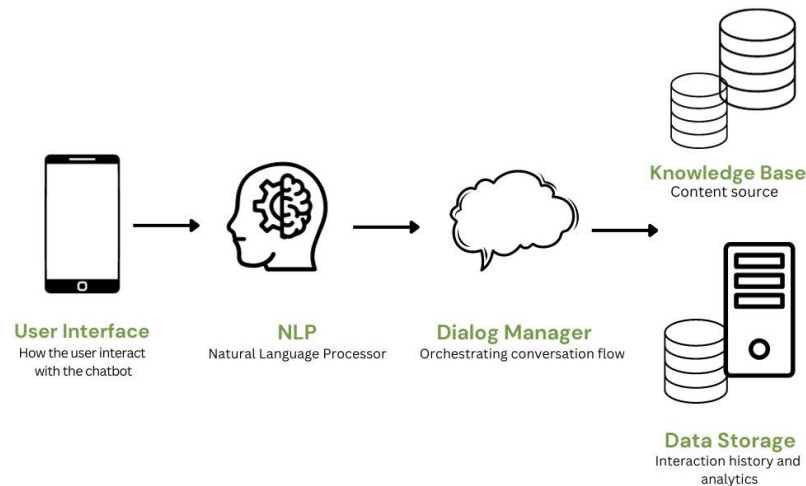 Knowledge Base
Content source
User Interface
How the user interact
with the chatbot
NLP
Natural Language Processor
Dialog Manager
Orchestrating conversation flow
Data Storage
Interaction history and
analytics